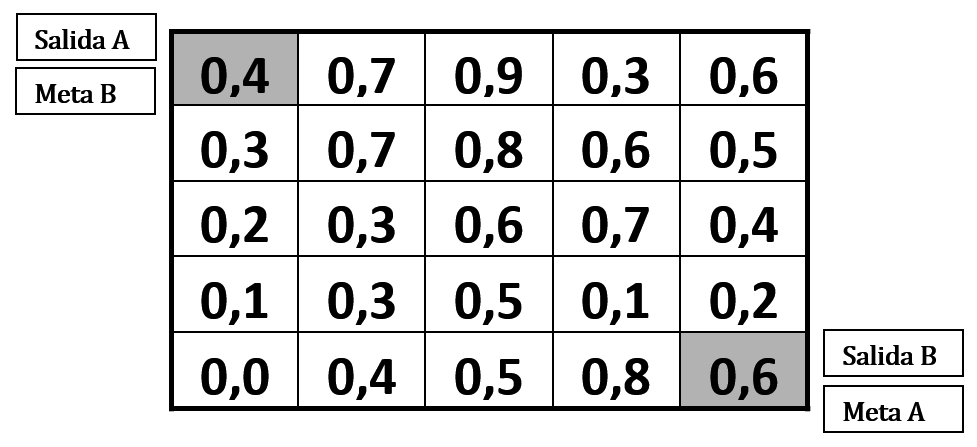 Salida A
Meta B
0,4 0,7 0,9 0,3 0,6
0,3 0,7 0,8 0,6 0,5
0,2 0,3 0,6 0,7 0,4
0,1 0,3 0,5 0,1 0,2
0,0 0,4 0,5 0,8 0,6
Salida B
Meta A